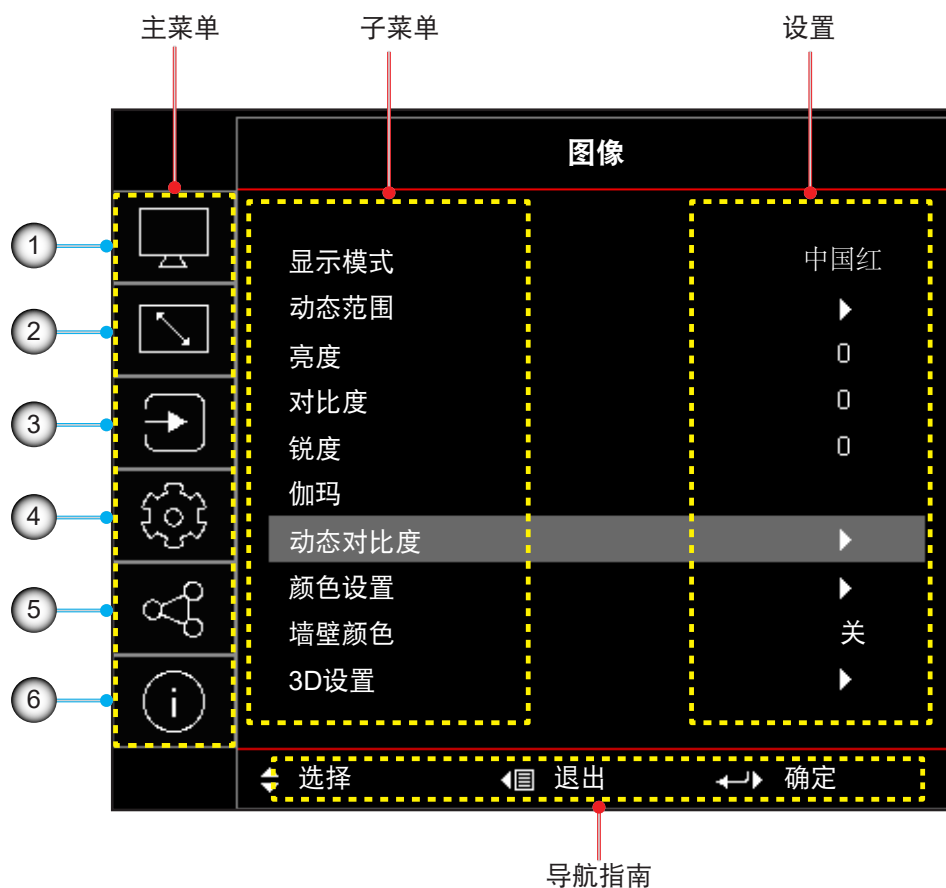 主菜单 子菜单 设置
图像
1 显示模式 中国红
动态范围
2 亮度 0
对比度 0
3 锐度 0
伽玛
4 动态对比度
颜色设置
5 墙壁颜色 关
3D设置
6 i
选择 退出 确定
导航指南